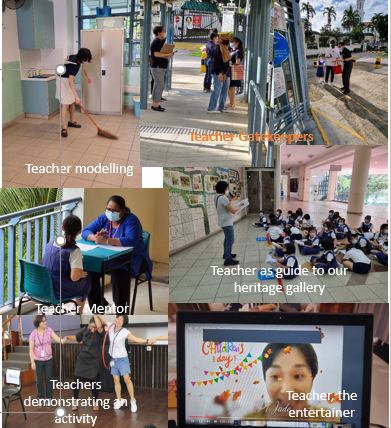 Teacher Gatekeepers
Teacher modelling
Teacher as guide to our
heritage gallery
Teacher Mentor
Teachers
demonstrating an
activity
Children's
day
Teacher, the
entertainer